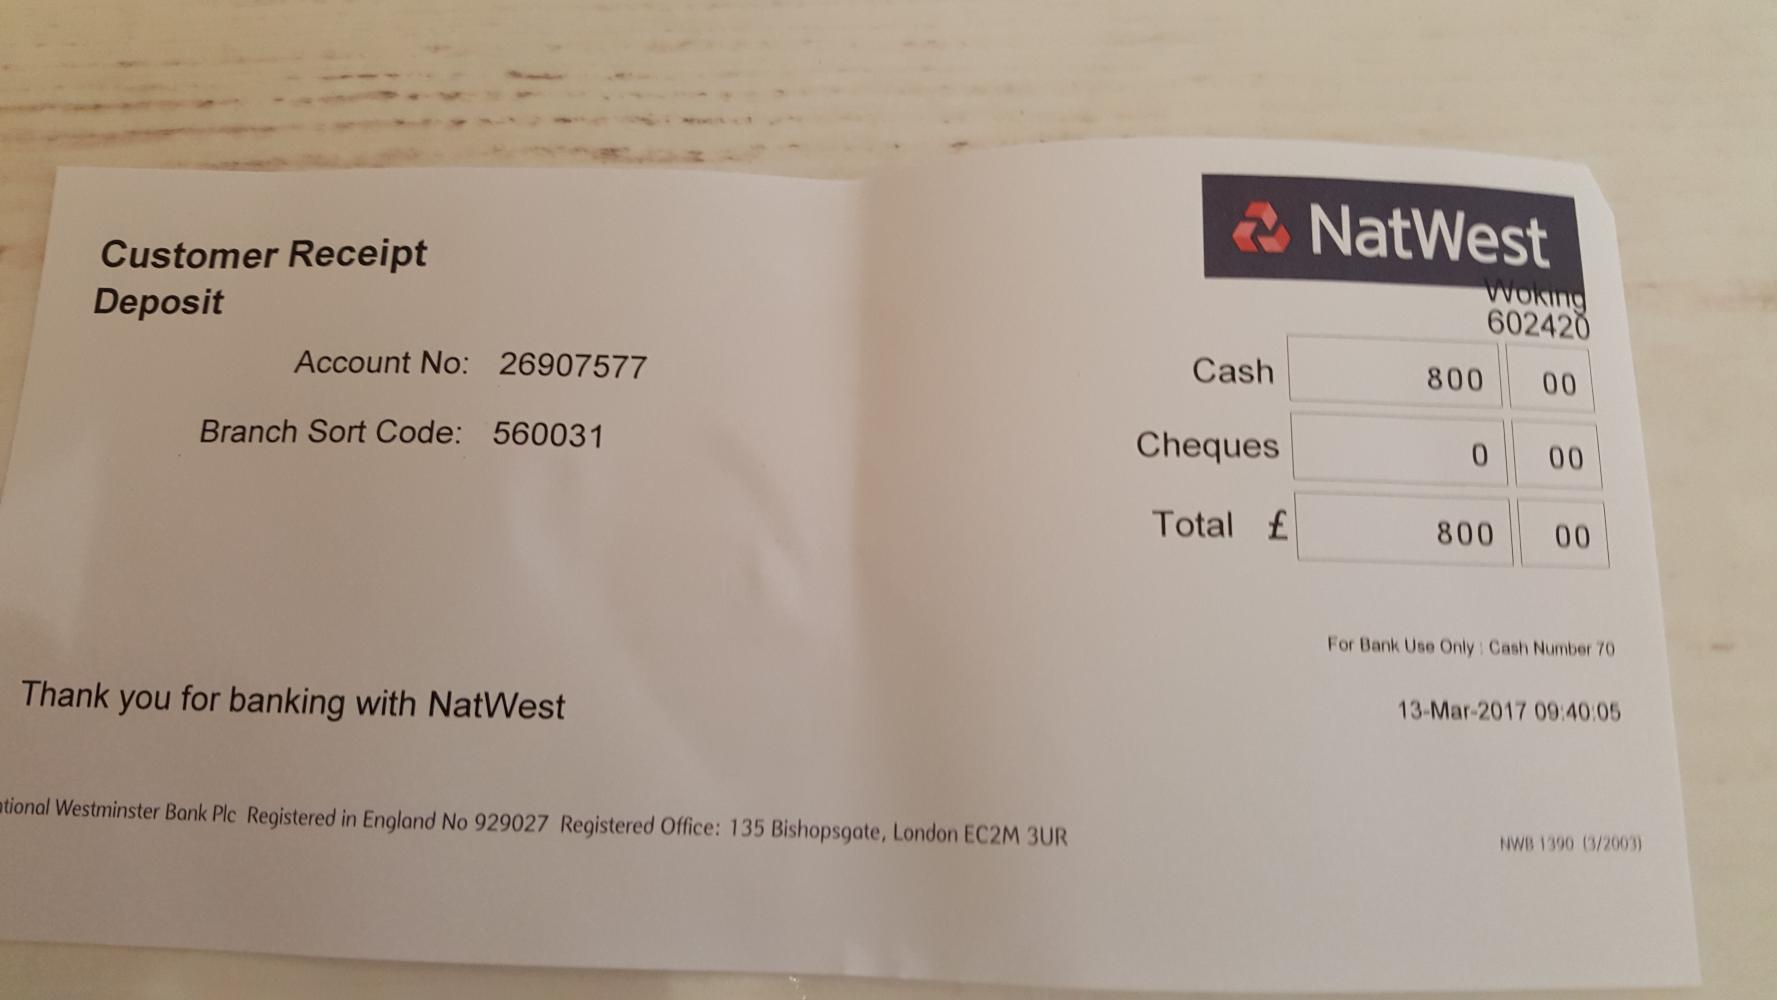 NatWest
Woking
602420
Customer Receipt
Deposit
Account No: 26907577
Branch Sort Code: 560031
Cash 800 00
Cheques 0 00
Total £ 800 00
For Bank Use Only : Cash Number 70
13-Mar-2017 09:40:05
Thank you for banking with NatWest
tional Westminster Bank Plc Registered in England No 929027 Registered Office: 135 Bishopsgate, London EC2M 3UR
NWB 1390 (3/2003)